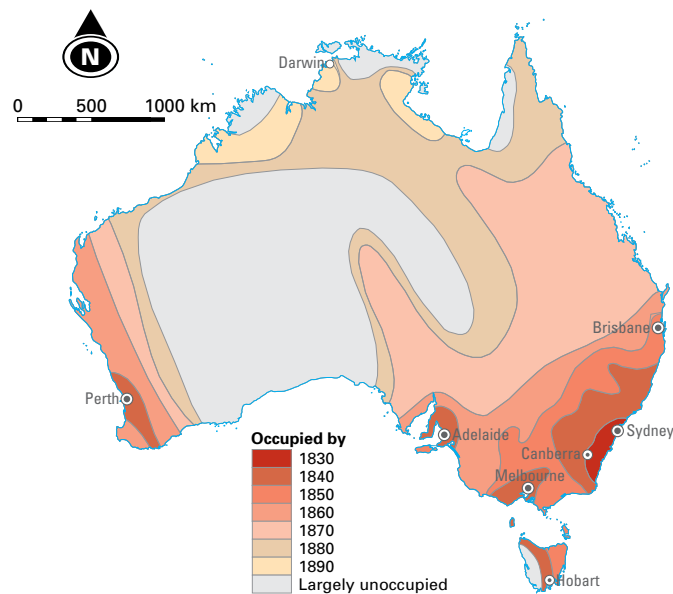 N
0 500 1000 km
Darwin
Brisbane
Perth
Sydney
Adelaide
Canberra
Melbourne
Hobart
Occupied by
1830
1840
1850
1860
1870
1880
1890
Largely unoccupied